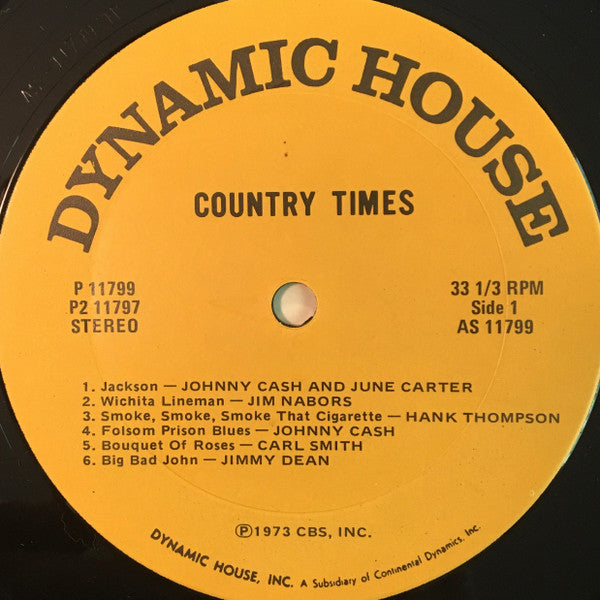 DYNAMIC HOUSE
COUNTRY TIMES
P 11799
P2 11797
STEREO
33 1/3 RPM
Side 1
AS 11799
1. Jackson — JOHNNY CASH AND JUNE CARTER
2. Wichita Lineman — JIM NABORS
3. Smoke, Smoke, Smoke That Cigarette — HANK THOMPSON
4. Folsom Prison Blues — JOHNNY CASH
5. Bouquet Of Roses — CARL SMITH
6. Big Bad John — JIMMY DEAN
Ⓟ1973 CBS, INC.
DYNAMIC HOUSE, INC. A Subsidiary of Continental Dynamics, Inc.